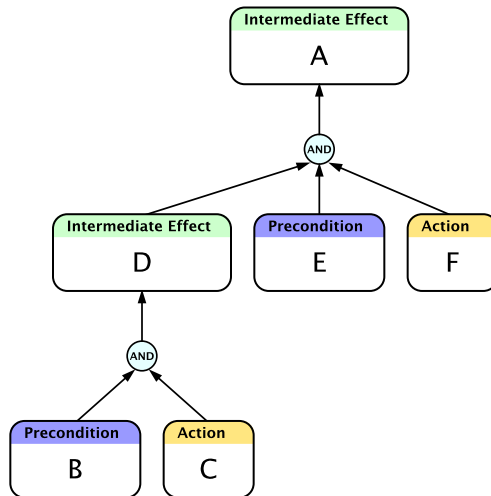 Intermediate Effect
A
AND
Intermediate Effect
D
Precondition
E
Action
F
AND
Precondition
B
Action
C